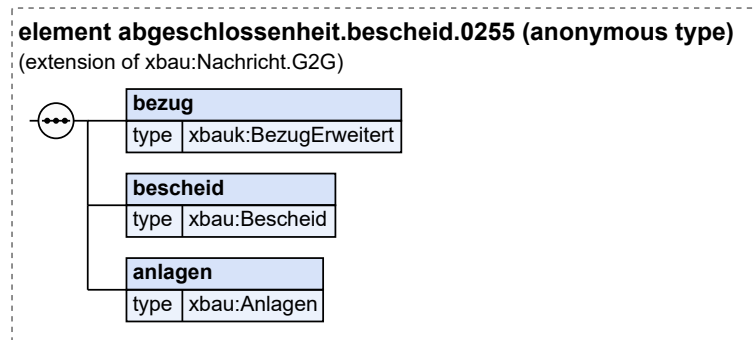 element abgeschlossenheit.bescheid.0255 (anonymous type)
(extension of xbau:Nachricht.G2G)
bezug
type xbauk:BezugErweitert
bescheid
type xbau:Bescheid
anlagen
type xbau:Anlagen